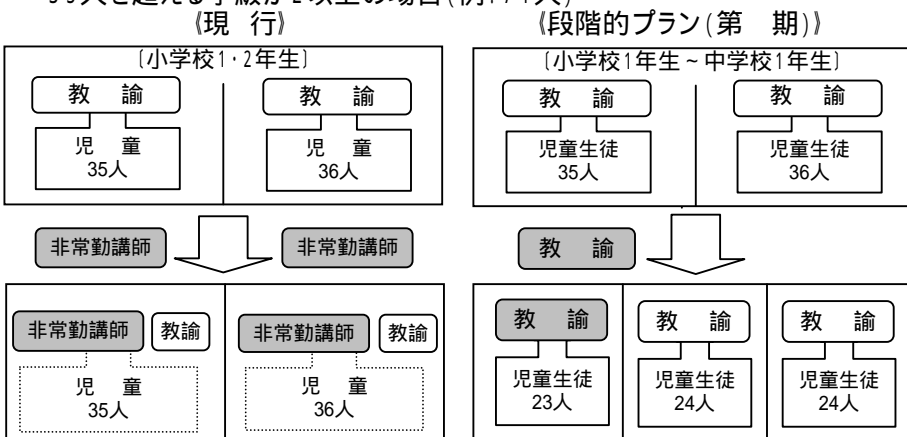 《現 行》 《段階的プラン(第 期)》
〔小学校1・2年生〕 〔小学校1年生~中学校1年生〕
教 諭 教 諭 教 諭 教 諭
児 童 児 童 児童生徒 児童生徒
35人 36人 35人 36人
非常勤講師 非常勤講師 教 諭
非常勤講師 教諭 非常勤講師 教諭 教 諭 教 諭 教 諭
児 童 児 童 児童生徒 児童生徒 児童生徒
35人 36人 23人 24人 24人